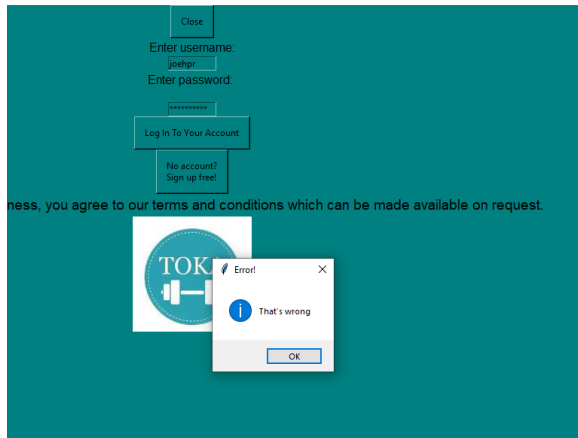 Close
Enter username:
joehpr
Enter password:
**********
Log In To Your Account
No account?
Sign up free!
ness, you agree to our terms and conditions which can be made available on request.
TOKA
Error!
That's wrong
OK